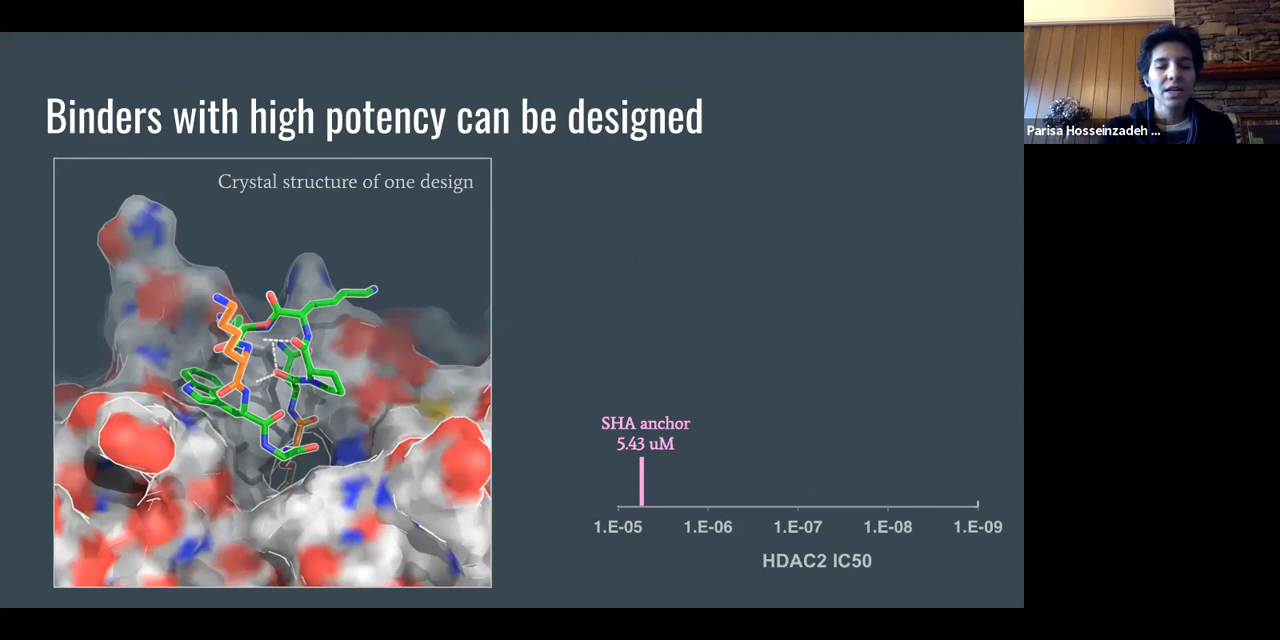 Binders with high potency can be designed
Crystal structure of one design
SHA anchor
5.43 uM
1.E-05 1.E-06 1.E-07 1.E-08 1.E-09
HDAC2 IC50
Parisa Hosseinzadeh ...